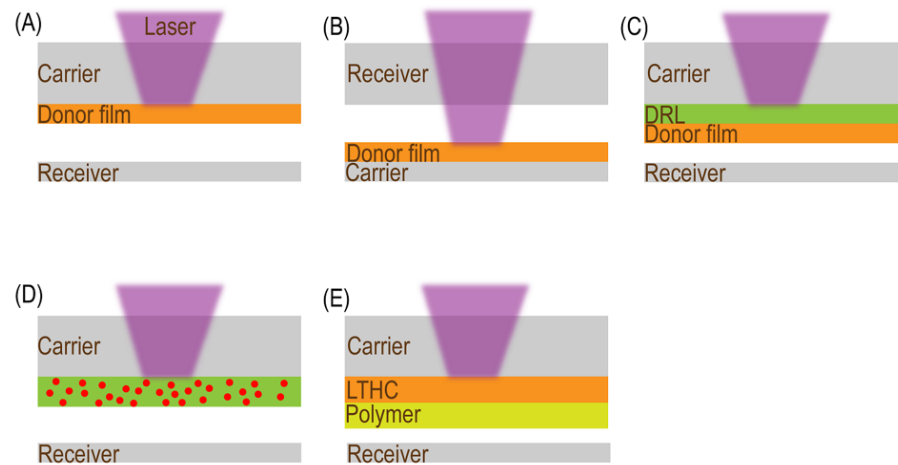 (A)
Laser
Carrier
Donor film
Receiver
(B)
Receiver
Donor film
Carrier
(C)
Carrier
DRL
Donor film
Receiver
(D)
Carrier
Receiver
(E)
Carrier
LTHC
Polymer
Receiver